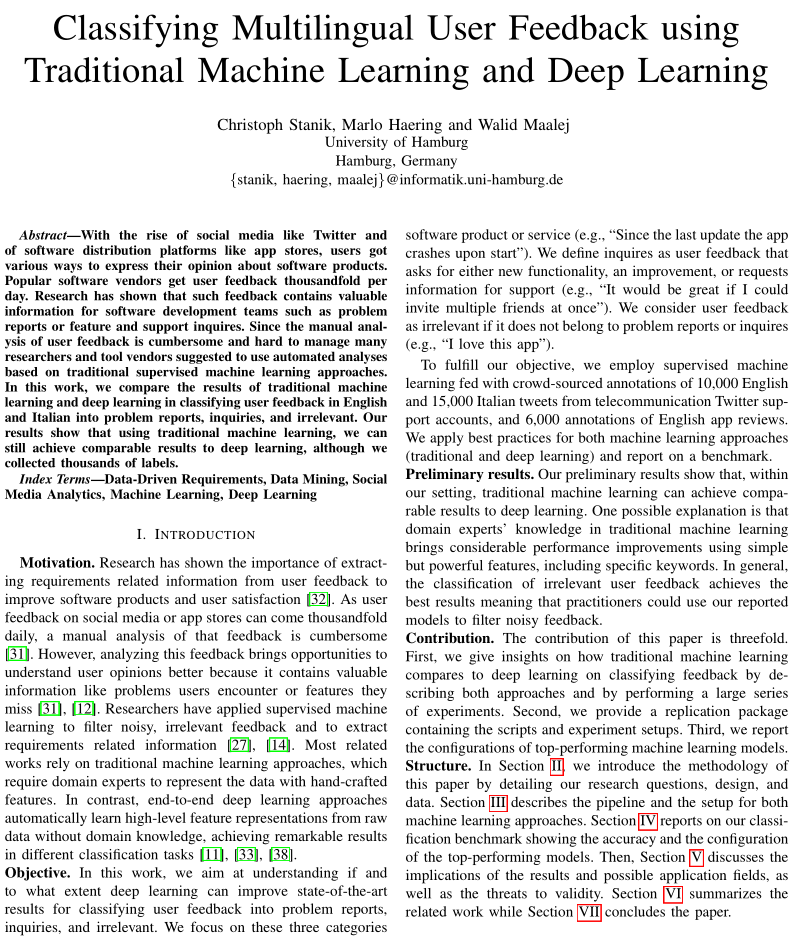 Classifying Multilingual User Feedback using
Traditional Machine Learning and Deep Learning
Christoph Stanik, Marlo Haering and Walid Maalej
University of Hamburg
Hamburg, Germany
{stanik, haering, maalej}@informatik.uni-hamburg.de
Abstract—With the rise of social media like Twitter and
of software distribution platforms like app stores, users got
various ways to express their opinion about software products.
Popular software vendors get user feedback thousandfold per
day. Research has shown that such feedback contains valuable
information for software development teams such as problem
reports or feature and support inquires. Since the manual anal-
ysis of user feedback is cumbersome and hard to manage many
researchers and tool vendors suggested to use automated analyses
based on traditional supervised machine learning approaches.
In this work, we compare the results of traditional machine
learning and deep learning in classifying user feedback in English
and Italian into problem reports, inquiries, and irrelevant. Our
results show that using traditional machine learning, we can
still achieve comparable results to deep learning, although we
collected thousands of labels.
Index Terms—Data-Driven Requirements, Data Mining, Social
Media Analytics, Machine Learning, Deep Learning
I. INTRODUCTION
Motivation. Research has shown the importance of extract-
ing requirements related information from user feedback to
improve software products and user satisfaction [32]. As user
feedback on social media or app stores can come thousandfold
daily, a manual analysis of that feedback is cumbersome
[31]. However, analyzing this feedback brings opportunities to
understand user opinions better because it contains valuable
information like problems users encounter or features they
miss [31], [12]. Researchers have applied supervised machine
learning to filter noisy, irrelevant feedback and to extract
requirements related information [27], [14]. Most related
works rely on traditional machine learning approaches, which
require domain experts to represent the data with hand-crafted
features. In contrast, end-to-end deep learning approaches
automatically learn high-level feature representations from raw
data without domain knowledge, achieving remarkable results
in different classification tasks [11], [33], [38].
Objective. In this work, we aim at understanding if and
to what extent deep learning can improve state-of-the-art
results for classifying user feedback into problem reports,
inquiries, and irrelevant. We focus on these three categories
software product or service (e.g., “Since the last update the app
crashes upon start”). We define inquires as user feedback that
asks for either new functionality, an improvement, or requests
information for support (e.g., “It would be great if I could
invite multiple friends at once”). We consider user feedback
as irrelevant if it does not belong to problem reports or inquires
(e.g., “I love this app”).
To fulfill our objective, we employ supervised machine
learning fed with crowd-sourced annotations of 10,000 English
and 15,000 Italian tweets from telecommunication Twitter sup-
port accounts, and 6,000 annotations of English app reviews.
We apply best practices for both machine learning approaches
(traditional and deep learning) and report on a benchmark.
Preliminary results. Our preliminary results show that, within
our setting, traditional machine learning can achieve compa-
rable results to deep learning. One possible explanation is that
domain experts’ knowledge in traditional machine learning
brings considerable performance improvements using simple
but powerful features, including specific keywords. In general,
the classification of irrelevant user feedback achieves the
best results meaning that practitioners could use our reported
models to filter noisy feedback.
Contribution. The contribution of this paper is threefold.
First, we give insights on how traditional machine learning
compares to deep learning on classifying feedback by de-
scribing both approaches and by performing a large series
of experiments. Second, we provide a replication package
containing the scripts and experiment setups. Third, we report
the configurations of top-performing machine learning models.
Structure. In Section II, we introduce the methodology of
this paper by detailing our research questions, design, and
data. Section III describes the pipeline and the setup for both
machine learning approaches. Section IV reports on our classi-
fication benchmark showing the accuracy and the configuration
of the top-performing models. Then, Section V discusses the
implications of the results and possible application fields, as
well as the threats to validity. Section VI summarizes the
related work while Section VII concludes the paper.